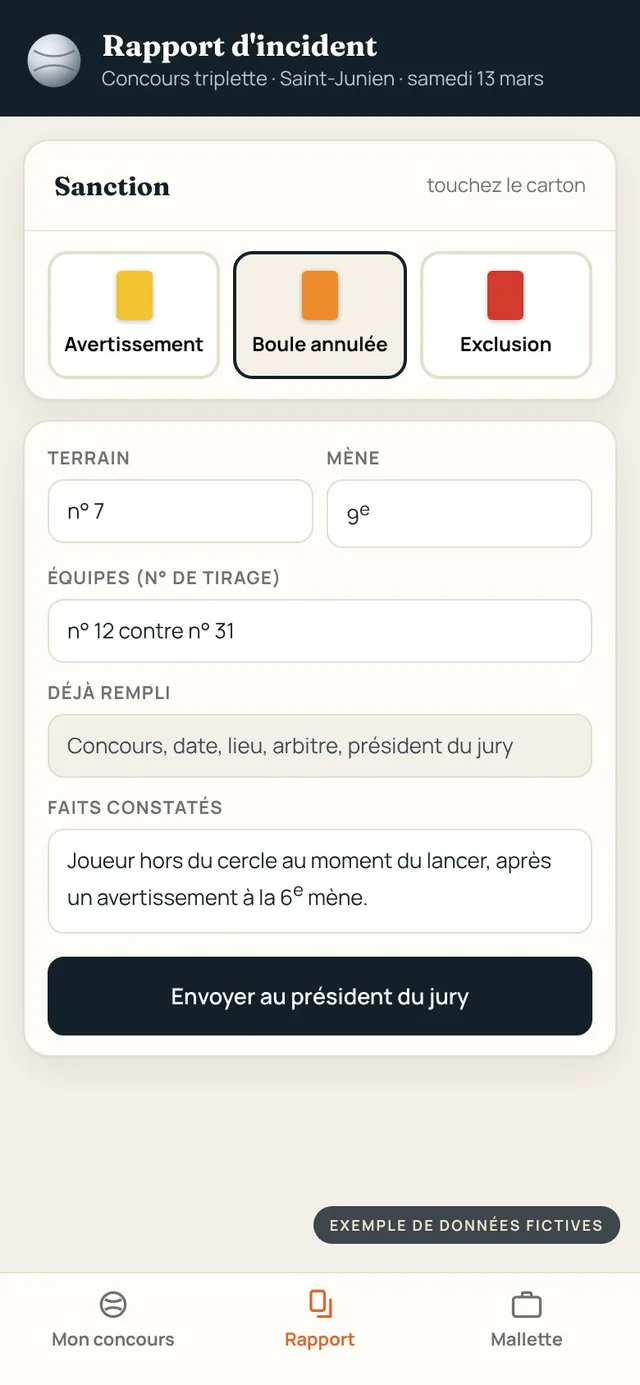 Rapport d'incident
Concours triplette · Saint-Junien · samedi 13 mars
Sanction
touchez le carton
Avertissement
Boule annulée
Exclusion
TERRAIN
MÈNE
n° 7
9e
ÉQUIPES (N° DE TIRAGE)
n° 12 contre n° 31
DÉJÀ REMPLI
Concours, date, lieu, arbitre, président du jury
FAITS CONSTATÉS
Joueur hors du cercle au moment du lancer, après
un avertissement à la 6e mène.
Envoyer au président du jury
EXEMPLE DE DONNÉES FICTIVES
Mon concours
Rapport
Mallette